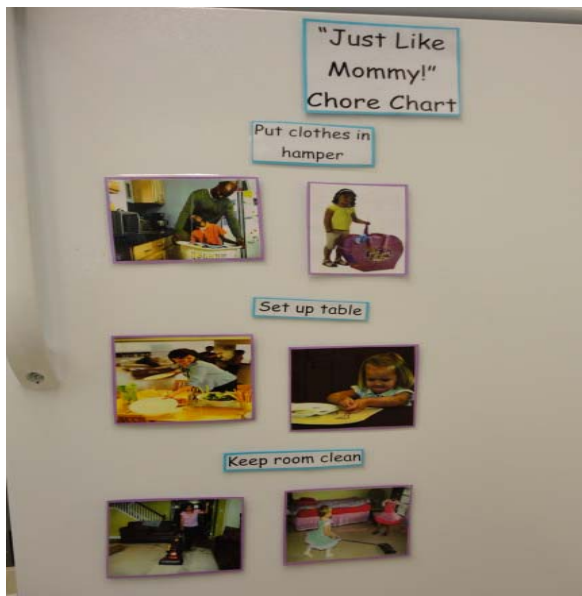 "Just Like
Mommy!"
Chore Chart
Put clothes in
hamper
Set up table
Keep room clean